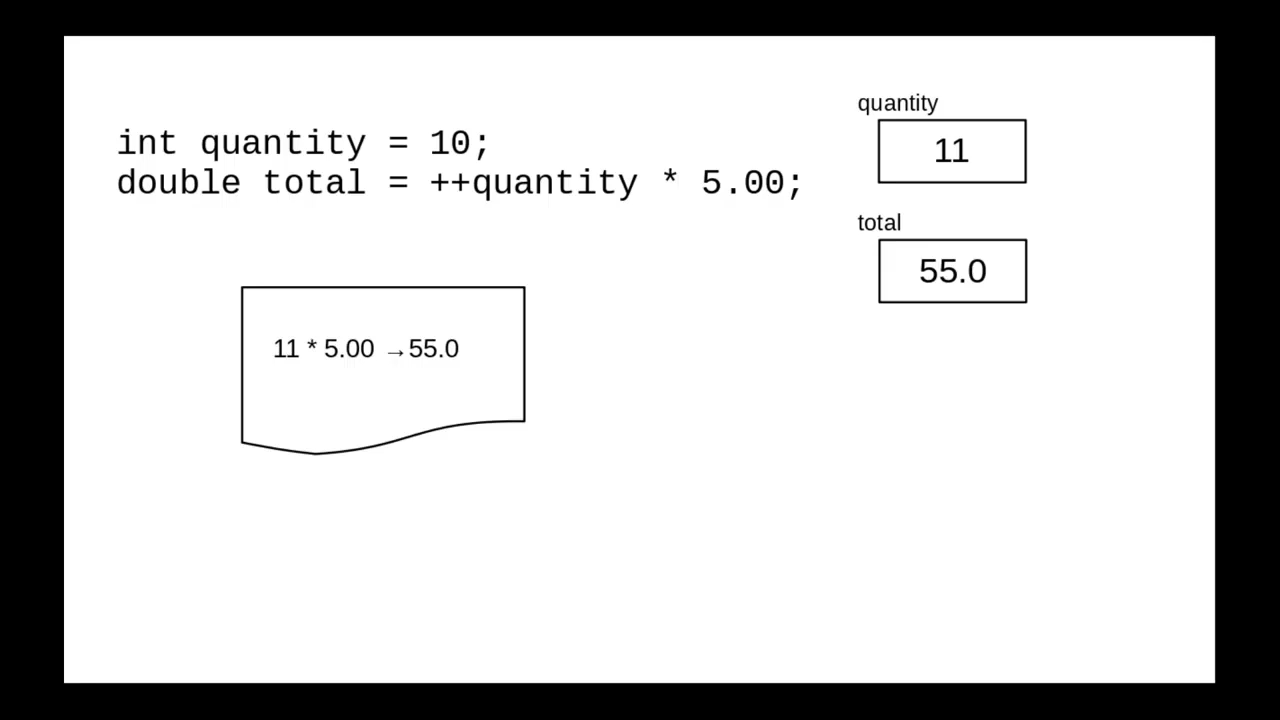 int quantity = 10;
double total = ++quantity * 5.00;
quantity
11
total
55.0
11 * 5.00 →55.0